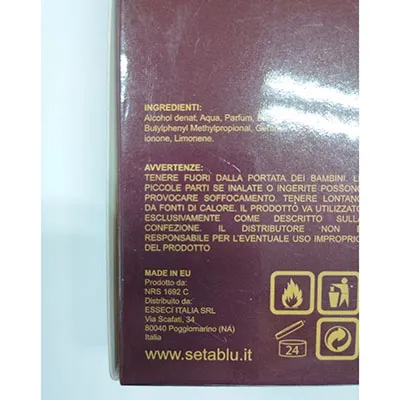 INGREDIENTI:
Alcohol denat, Aqua, Parfum,
Butylphenyl Methylpropional,
ionone, Limonene.
AVVERTENZE:
TENERE FUORI DALLA PORTATA DEI BAMBINI.
PICCOLE PARTI SE INALATE O INGERITE POSSONO
PROVOCARE SOFFOCAMENTO. TENERE LONTANO
DA FONTI DI CALORE. IL PRODOTTO VA UTILIZZATO
ESCLUSIVAMENTE COME DESCRITTO SULLA
CONFEZIONE. IL DISTRIBUTORE NON
RESPONSABILE PER L'EVENTUALE USO IMPROPRIO
DEL PRODOTTO
MADE IN EU
Prodotto da:
NRS 1692 C
Distribuito da:
ESSECI ITALIA SRL
Via Scafati, 34
80040 Poggiomarino (NA)
Italia
24
www.setablu.it